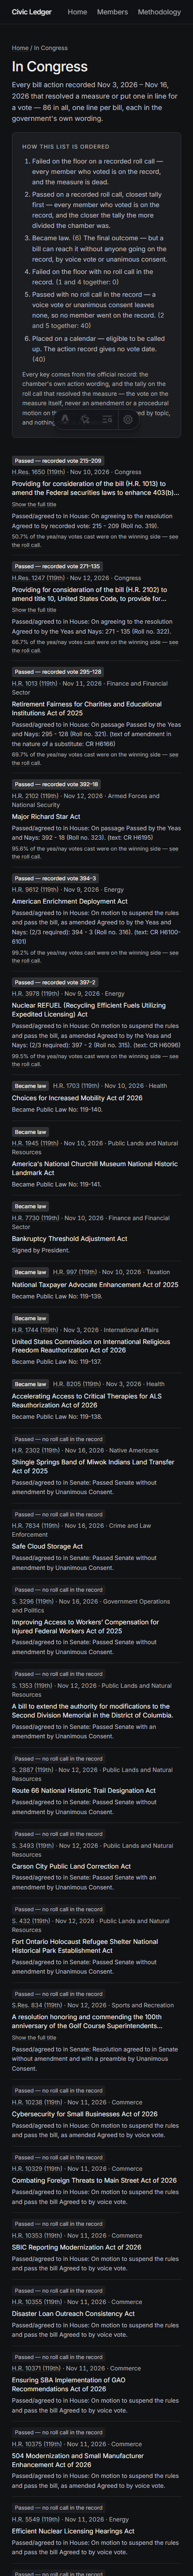 Civic Ledger Home Members Methodology
Home / In Congress
In Congress
Every bill action recorded Nov 3, 2026 – Nov 16,
2026 that resolved a measure or put one in line for
a vote — 86 in all, one line per bill, each in the
government's own wording.
HOW THIS LIST IS ORDERED
1. Failed on the floor on a recorded roll call —
every member who voted is on the record,
and the measure is dead.
2. Passed on a recorded roll call, closest tally
first — every member who voted is on the
record, and the closer the tally the more
divided the chamber was.
3. Became law. (6) The final outcome — but a
bill can reach it without anyone going on the
record, by voice vote or unanimous consent.
4. Failed on the floor with no roll call in the
record. (1 and 4 together: 0)
5. Passed with no roll call in the record — a
voice vote or unanimous consent leaves
none, so no member is on the record. (2
and 5 together: 40)
6. Placed on a calendar — eligible to be called
up. The action record gives no vote date.
(40)
Every key comes from the official record: the
chamber's own action wording, and the tally on the
roll call that resolved the measure — the vote on the
measure itself, never an amendment or a procedural
motion on the
by topic,
and nothing
Passed — recorded vote 215–209
H.Res. 1650 (119th) · Nov 10, 2026 · Congress
Providing for consideration of the bill (H.R. 1013) to
amend the Federal securities laws to enhance 403(b)...
Show the full title
Passed/agreed to in House: On agreeing to the resolution
Agreed to by recorded vote: 215 - 209 (Roll no. 319).
50.7% of the yea/nay votes cast were on the winning side — see
the roll call.
Passed — recorded vote 271–135
H.Res. 1247 (119th) · Nov 12, 2026 · Congress
Providing for consideration of the bill (H.R. 2102) to
amend title 10, United States Code, to provide for...
Show the full title
Passed/agreed to in House: On agreeing to the resolution
Agreed to by the Yeas and Nays: 271 - 135 (Roll no. 322).
66.7% of the yea/nay votes cast were on the winning side — see
the roll call.
Passed — recorded vote 295–128
H.R. 1013 (119th) · Nov 11, 2026 · Finance and Financial
Sector
Retirement Fairness for Charities and Educational
Institutions Act of 2025
Passed/agreed to in House: On passage Passed by the Yeas
and Nays: 295 - 128 (Roll no. 321). (text of amendment in
the nature of a substitute: CR H6166)
69.7% of the yea/nay votes cast were on the winning side — see
the roll call.
Passed — recorded vote 392–18
H.R. 2102 (119th) · Nov 12, 2026 · Armed Forces and
National Security
Major Richard Star Act
Passed/agreed to in House: On passage Passed by the Yeas
and Nays: 392 - 18 (Roll no. 323). (text: CR H6195)
95.6% of the yea/nay votes cast were on the winning side — see
the roll call.
Passed — recorded vote 394–3
H.R. 9612 (119th) · Nov 9, 2026 · Energy
American Enrichment Deployment Act
Passed/agreed to in House: On motion to suspend the rules
and pass the bill, as amended Agreed to by the Yeas and
Nays: (2/3 required): 394 - 3 (Roll no. 316). (text: CR H6100-
6101)
99.2% of the yea/nay votes cast were on the winning side — see
the roll call.
Passed — recorded vote 397–2
H.R. 3978 (119th) · Nov 9, 2026 · Energy
Nuclear REFUEL (Recycling Efficient Fuels Utilizing
Expedited Licensing) Act
Passed/agreed to in House: On motion to suspend the rules
and pass the bill, as amended Agreed to by the Yeas and
Nays: (2/3 required): 397 - 2 (Roll no. 315). (text: CR H6096)
99.5% of the yea/nay votes cast were on the winning side — see
the roll call.
Became law H.R. 1703 (119th) · Nov 10, 2026 · Health
Choices for Increased Mobility Act of 2026
Became Public Law No: 119-140.
Became law
H.R. 1945 (119th) · Nov 10, 2026 · Public Lands and Natural
Resources
America's National Churchill Museum National Historic
Landmark Act
Became Public Law No: 119-141.
Became law
H.R. 7730 (119th) · Nov 10, 2026 · Finance and Financial
Sector
Bankruptcy Threshold Adjustment Act
Signed by President.
Became law H.R. 997 (119th) · Nov 10, 2026 · Taxation
National Taxpayer Advocate Enhancement Act of 2025
Became Public Law No: 119-139.
Became law
H.R. 1744 (119th) · Nov 3, 2026 · International Affairs
United States Commission on International Religious
Freedom Reauthorization Act of 2026
Became Public Law No: 119-137.
Became law H.R. 8205 (119th) · Nov 3, 2026 · Health
Accelerating Access to Critical Therapies for ALS
Reauthorization Act of 2026
Became Public Law No: 119-138.
Passed — no roll call in the record
H.R. 2302 (119th) · Nov 16, 2026 · Native Americans
Shingle Springs Band of Miwok Indians Land Transfer
Act of 2025
Passed/agreed to in Senate: Passed Senate without
amendment by Unanimous Consent.
Passed — no roll call in the record
H.R. 7834 (119th) · Nov 16, 2026 · Crime and Law
Enforcement
Safe Cloud Storage Act
Passed/agreed to in Senate: Passed Senate without
amendment by Unanimous Consent.
Passed — no roll call in the record
S. 3296 (119th) · Nov 16, 2026 · Government Operations
and Politics
Improving Access to Workers' Compensation for
Injured Federal Workers Act of 2025
Passed/agreed to in Senate: Passed Senate without
amendment by Unanimous Consent.
Passed — no roll call in the record
S. 1353 (119th) · Nov 12, 2026 · Public Lands and Natural
Resources
A bill to extend the authority for modifications to the
Second Division Memorial in the District of Columbia.
Passed/agreed to in Senate: Passed Senate with an
amendment by Unanimous Consent.
Passed — no roll call in the record
S. 2887 (119th) · Nov 12, 2026 · Public Lands and Natural
Resources
Route 66 National Historic Trail Designation Act
Passed/agreed to in Senate: Passed Senate without
amendment by Unanimous Consent.
Passed — no roll call in the record
S. 3493 (119th) · Nov 12, 2026 · Public Lands and Natural
Resources
Carson City Public Land Correction Act
Passed/agreed to in Senate: Passed Senate with an
amendment by Unanimous Consent.
Passed — no roll call in the record
S. 432 (119th) · Nov 12, 2026 · Public Lands and Natural
Resources
Fort Ontario Holocaust Refugee Shelter National
Historical Park Establishment Act
Passed/agreed to in Senate: Passed Senate without
amendment by Unanimous Consent.
Passed — no roll call in the record
S.Res. 834 (119th) · Nov 12, 2026 · Sports and Recreation
A resolution honoring and commending the 100th
anniversary of the Golf Course Superintendents...
Show the full title
Passed/agreed to in Senate: Resolution agreed to in Senate
without amendment and with a preamble by Unanimous
Consent.
Passed — no roll call in the record
H.R. 10238 (119th) · Nov 11, 2026 · Commerce
Cybersecurity for Small Businesses Act of 2026
Passed/agreed to in House: On motion to suspend the rules
and pass the bill, as amended Agreed to by voice vote.
Passed — no roll call in the record
H.R. 10329 (119th) · Nov 11, 2026 · Commerce
Combating Foreign Threats to Main Street Act of 2026
Passed/agreed to in House: On motion to suspend the rules
and pass the bill Agreed to by voice vote.
Passed — no roll call in the record
H.R. 10353 (119th) · Nov 11, 2026 · Commerce
SBIC Reporting Modernization Act of 2026
Passed/agreed to in House: On motion to suspend the rules
and pass the bill Agreed to by voice vote.
Passed — no roll call in the record
H.R. 10355 (119th) · Nov 11, 2026 · Commerce
Disaster Loan Outreach Consistency Act
Passed/agreed to in House: On motion to suspend the rules
and pass the bill Agreed to by voice vote.
Passed — no roll call in the record
H.R. 10371 (119th) · Nov 11, 2026 · Commerce
Ensuring SBA Implementation of GAO
Recommendations Act of 2026
Passed/agreed to in House: On motion to suspend the rules
and pass the bill Agreed to by voice vote.
Passed — no roll call in the record
H.R. 10375 (119th) · Nov 11, 2026 · Commerce
504 Modernization and Small Manufacturer
Enhancement Act of 2026
Passed/agreed to in House: On motion to suspend the rules
and pass the bill, as amended Agreed to by voice vote.
Passed — no roll call in the record
H.R. 5549 (119th) · Nov 11, 2026 · Energy
Efficient Nuclear Licensing Hearings Act
Passed/agreed to in House: On motion to suspend the rules
and pass the bill Agreed to by voice vote.
Passed — no roll call in the record